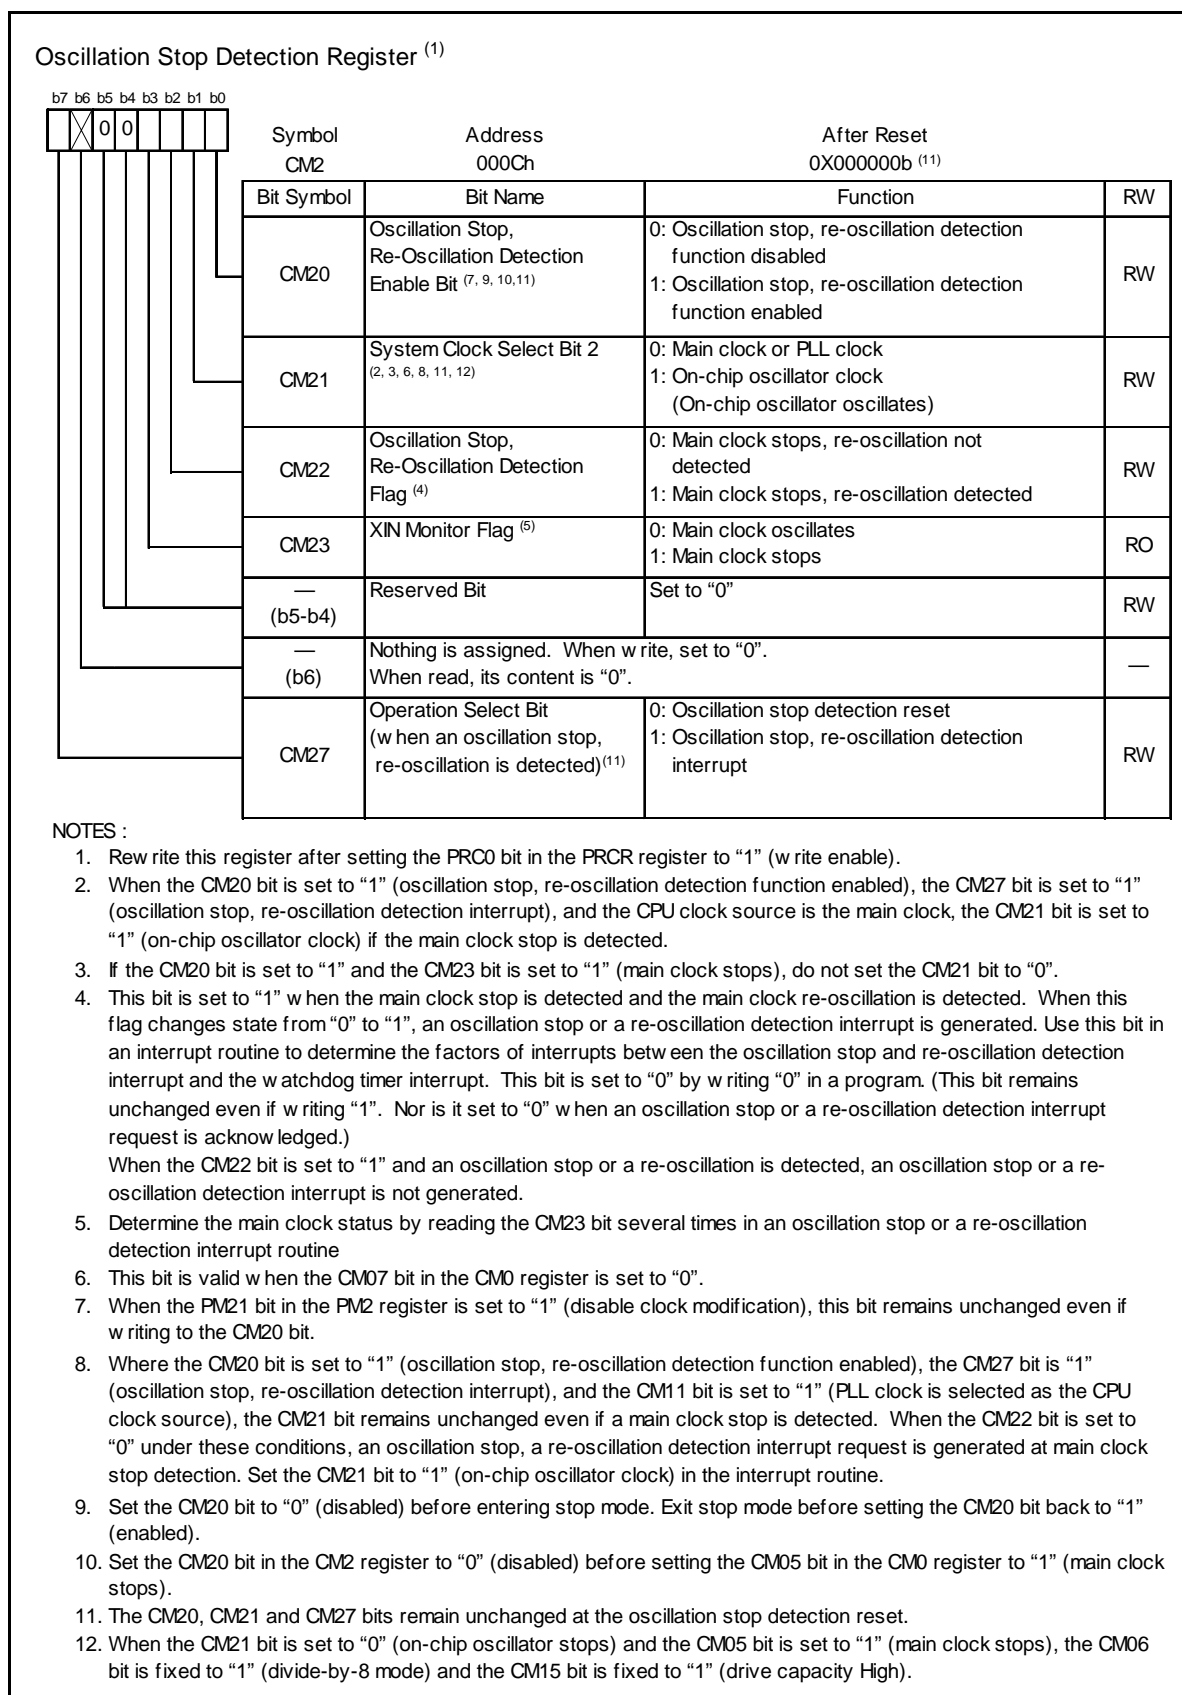 Oscillation Stop Detection Register (1)
b7 b6 b5 b4 b3 b2 b1 b0
0 0
Symbol Address After Reset
CM2 000Ch 0X000000b (11)
Bit Symbol Bit Name Function RW
CM20
Oscillation Stop,
Re-Oscillation Detection
Enable Bit (7, 9, 10,11)
0: Oscillation stop, re-oscillation detection
function disabled
1: Oscillation stop, re-oscillation detection
function enabled
RW
CM21
System Clock Select Bit 2
(2, 3, 6, 8, 11, 12)
0: Main clock or PLL clock
1: On-chip oscillator clock
(On-chip oscillator oscillates)
RW
CM22
Oscillation Stop,
Re-Oscillation Detection
Flag (4)
0: Main clock stops, re-oscillation not
detected
1: Main clock stops, re-oscillation detected
RW
CM23
XIN Monitor Flag (5)
0: Main clock oscillates
1: Main clock stops
RO
—
(b5-b4)
Reserved Bit
Set to “0”
RW
—
(b6)
Nothing is assigned. When write, set to “0”.
When read, its content is “0”.
—
CM27
Operation Select Bit
(when an oscillation stop,
re-oscillation is detected)(11)
0: Oscillation stop detection reset
1: Oscillation stop, re-oscillation detection
interrupt
RW
NOTES :
1. Rewrite this register after setting the PRC0 bit in the PRCR register to “1” (write enable).
2. When the CM20 bit is set to “1” (oscillation stop, re-oscillation detection function enabled), the CM27 bit is set to “1”
(oscillation stop, re-oscillation detection interrupt), and the CPU clock source is the main clock, the CM21 bit is set to
“1” (on-chip oscillator clock) if the main clock stop is detected.
3. If the CM20 bit is set to “1” and the CM23 bit is set to “1” (main clock stops), do not set the CM21 bit to “0”.
4. This bit is set to “1” when the main clock stop is detected and the main clock re-oscillation is detected. When this
flag changes state from “0” to “1”, an oscillation stop or a re-oscillation detection interrupt is generated. Use this bit in
an interrupt routine to determine the factors of interrupts between the oscillation stop and re-oscillation detection
interrupt and the watchdog timer interrupt. This bit is set to “0” by writing “0” in a program. (This bit remains
unchanged even if writing “1”. Nor is it set to “0” when an oscillation stop or a re-oscillation detection interrupt
request is acknowledged.)
When the CM22 bit is set to “1” and an oscillation stop or a re-oscillation is detected, an oscillation stop or a re-
oscillation detection interrupt is not generated.
5. Determine the main clock status by reading the CM23 bit several times in an oscillation stop or a re-oscillation
detection interrupt routine
6. This bit is valid when the CM07 bit in the CM0 register is set to “0”.
7. When the PM21 bit in the PM2 register is set to “1” (disable clock modification), this bit remains unchanged even if
writing to the CM20 bit.
8. Where the CM20 bit is set to “1” (oscillation stop, re-oscillation detection function enabled), the CM27 bit is “1”
(oscillation stop, re-oscillation detection interrupt), and the CM11 bit is set to “1” (PLL clock is selected as the CPU
clock source), the CM21 bit remains unchanged even if a main clock stop is detected. When the CM22 bit is set to
“0” under these conditions, an oscillation stop, a re-oscillation detection interrupt request is generated at main clock
stop detection. Set the CM21 bit to “1” (on-chip oscillator clock) in the interrupt routine.
9. Set the CM20 bit to “0” (disabled) before entering stop mode. Exit stop mode before setting the CM20 bit back to “1”
(enabled).
10. Set the CM20 bit in the CM2 register to “0” (disabled) before setting the CM05 bit in the CM0 register to “1” (main clock
stops).
11. The CM20, CM21 and CM27 bits remain unchanged at the oscillation stop detection reset.
12. When the CM21 bit is set to “0” (on-chip oscillator stops) and the CM05 bit is set to “1” (main clock stops), the CM06
bit is fixed to “1” (divide-by-8 mode) and the CM15 bit is fixed to “1” (drive capacity High).